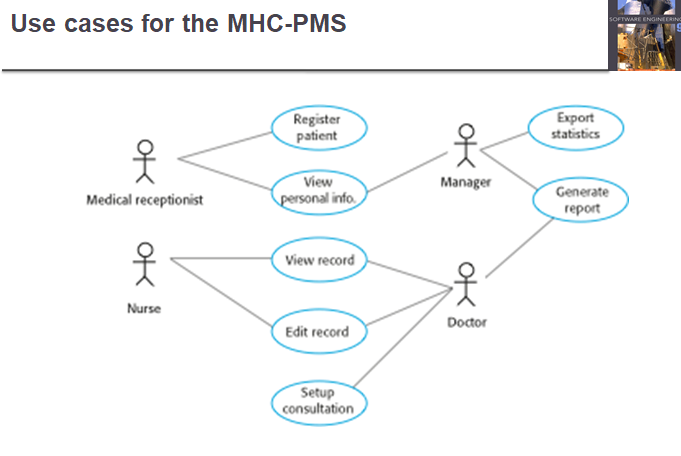 Use cases for the MHC-PMS
SOFTWARE ENGINEERING
Register
patient
Export
statistics
View
personal info.
Manager
Medical receptionist
Generate
report
View record
Nurse
Edit record
Doctor
Setup
consultation